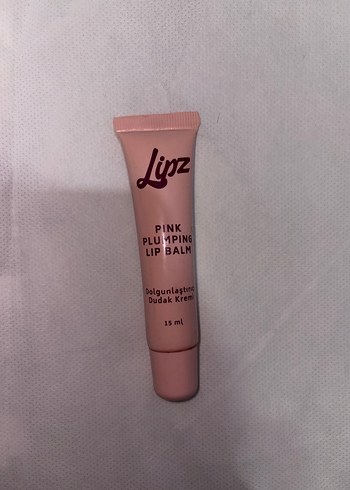 Lipz
PINK
PLUMPING
LIP BALM
Dolgunlaştırıcı
Dudak Kremi
15 ml